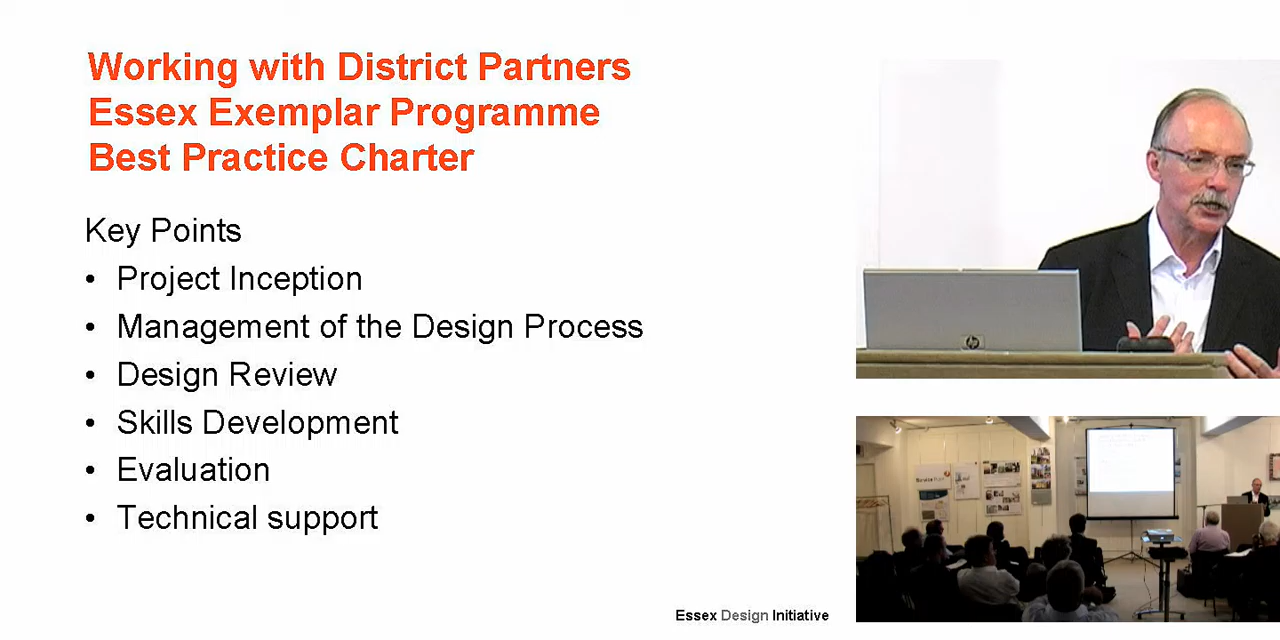 Working with District Partners
Essex Exemplar Programme
Best Practice Charter
Key Points
• Project Inception
• Management of the Design Process
• Design Review
• Skills Development
• Evaluation
• Technical support
Essex Design Initiative
hp